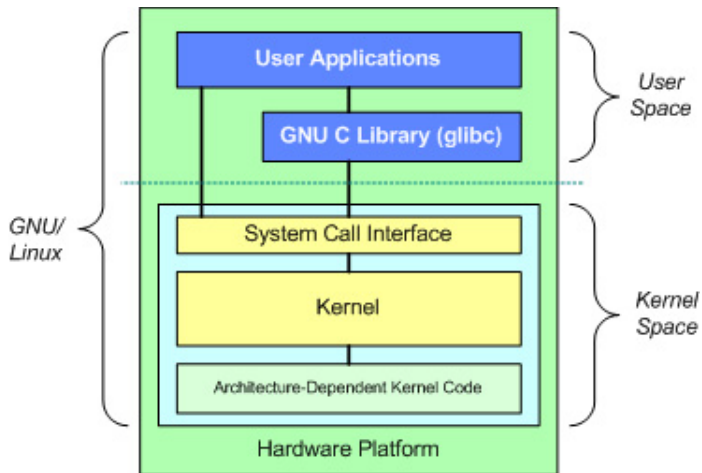 User Applications
User
Space
GNU C Library (glibc)
GNU/
Linux
System Call Interface
Kernel
Kernel
Space
Architecture-Dependent Kernel Code
Hardware Platform